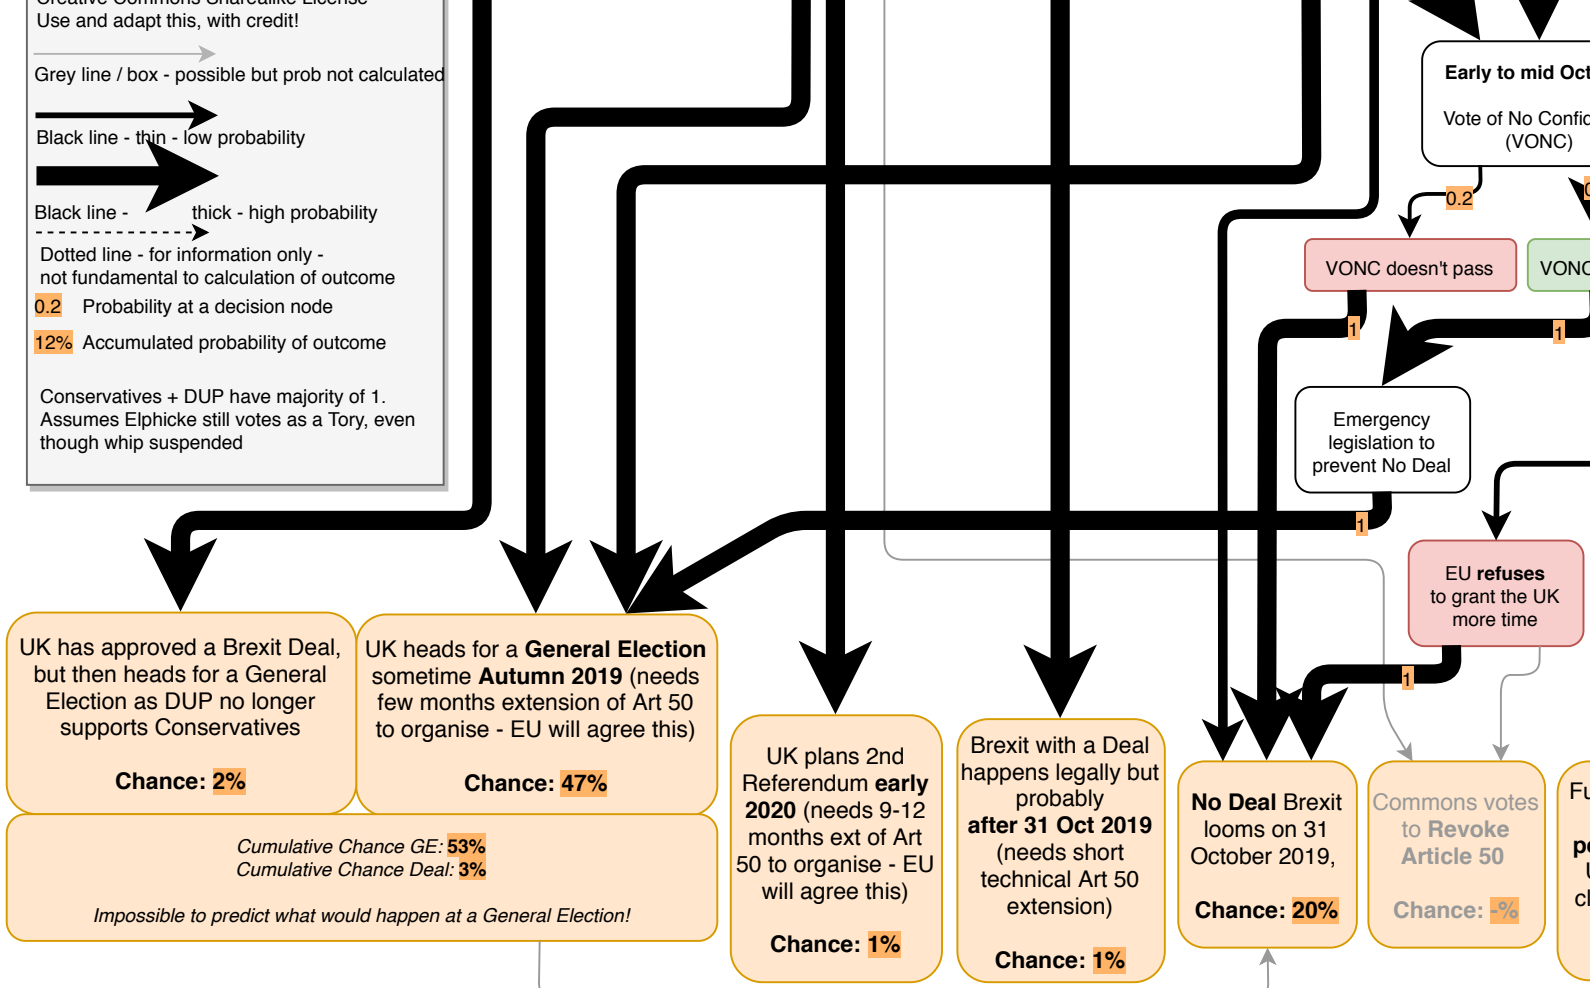 Creative Commons Sharealike License
Use and adapt this, with credit!
Grey line / box - possible but prob not calculated
Black line - thin - low probability
Black line - thick - high probability
Dotted line - for information only -
not fundamental to calculation of outcome
0.2 Probability at a decision node
12% Accumulated probability of outcome
Conservatives + DUP have majority of 1.
Assumes Elphicke still votes as a Tory, even
though whip suspended
Early to mid Oct
Vote of No Confid
(VONC)
0.2
VONC doesn't pass
VONC
1
1
Emergency
legislation to
prevent No Deal
1
EU refuses
to grant the UK
more time
1
UK has approved a Brexit Deal,
but then heads for a General
Election as DUP no longer
supports Conservatives
Chance: 2%
UK heads for a General Election
sometime Autumn 2019 (needs
few months extension of Art 50
to organise - EU will agree this)
Chance: 47%
Cumulative Chance GE: 53%
Cumulative Chance Deal: 3%
Impossible to predict what would happen at a General Election!
UK plans 2nd
Referendum early
2020 (needs 9-12
months ext of Art
50 to organise - EU
will agree this)
Chance: 1%
Brexit with a Deal
happens legally but
probably
after 31 Oct 2019
(needs short
technical Art 50
extension)
Chance: 1%
No Deal Brexit
looms on 31
October 2019,
Chance: 20%
Commons votes
to Revoke
Article 50
Chance: -%